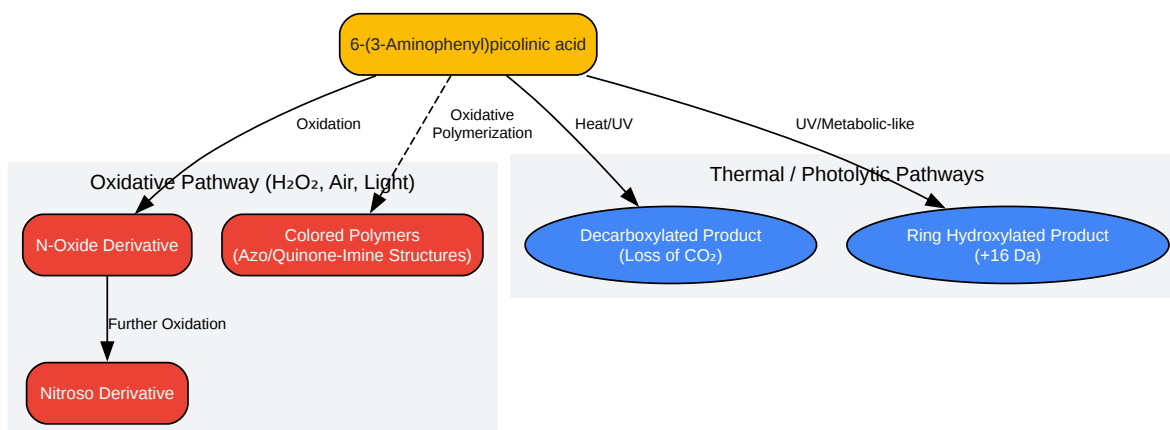 6-(3-Aminophenyl)picolinic acid
Oxidation
Oxidative
Polymerization
Heat/UV
UV/Metabolic-like
Oxidative Pathway (H₂O₂, Air, Light)
Thermal / Photolytic Pathways
N-Oxide Derivative
Colored Polymers
(Azo/Quinone-Imine Structures)
Decarboxylated Product
(Loss of CO₂)
Ring Hydroxylated Product
(+16 Da)
Further Oxidation
Nitroso Derivative